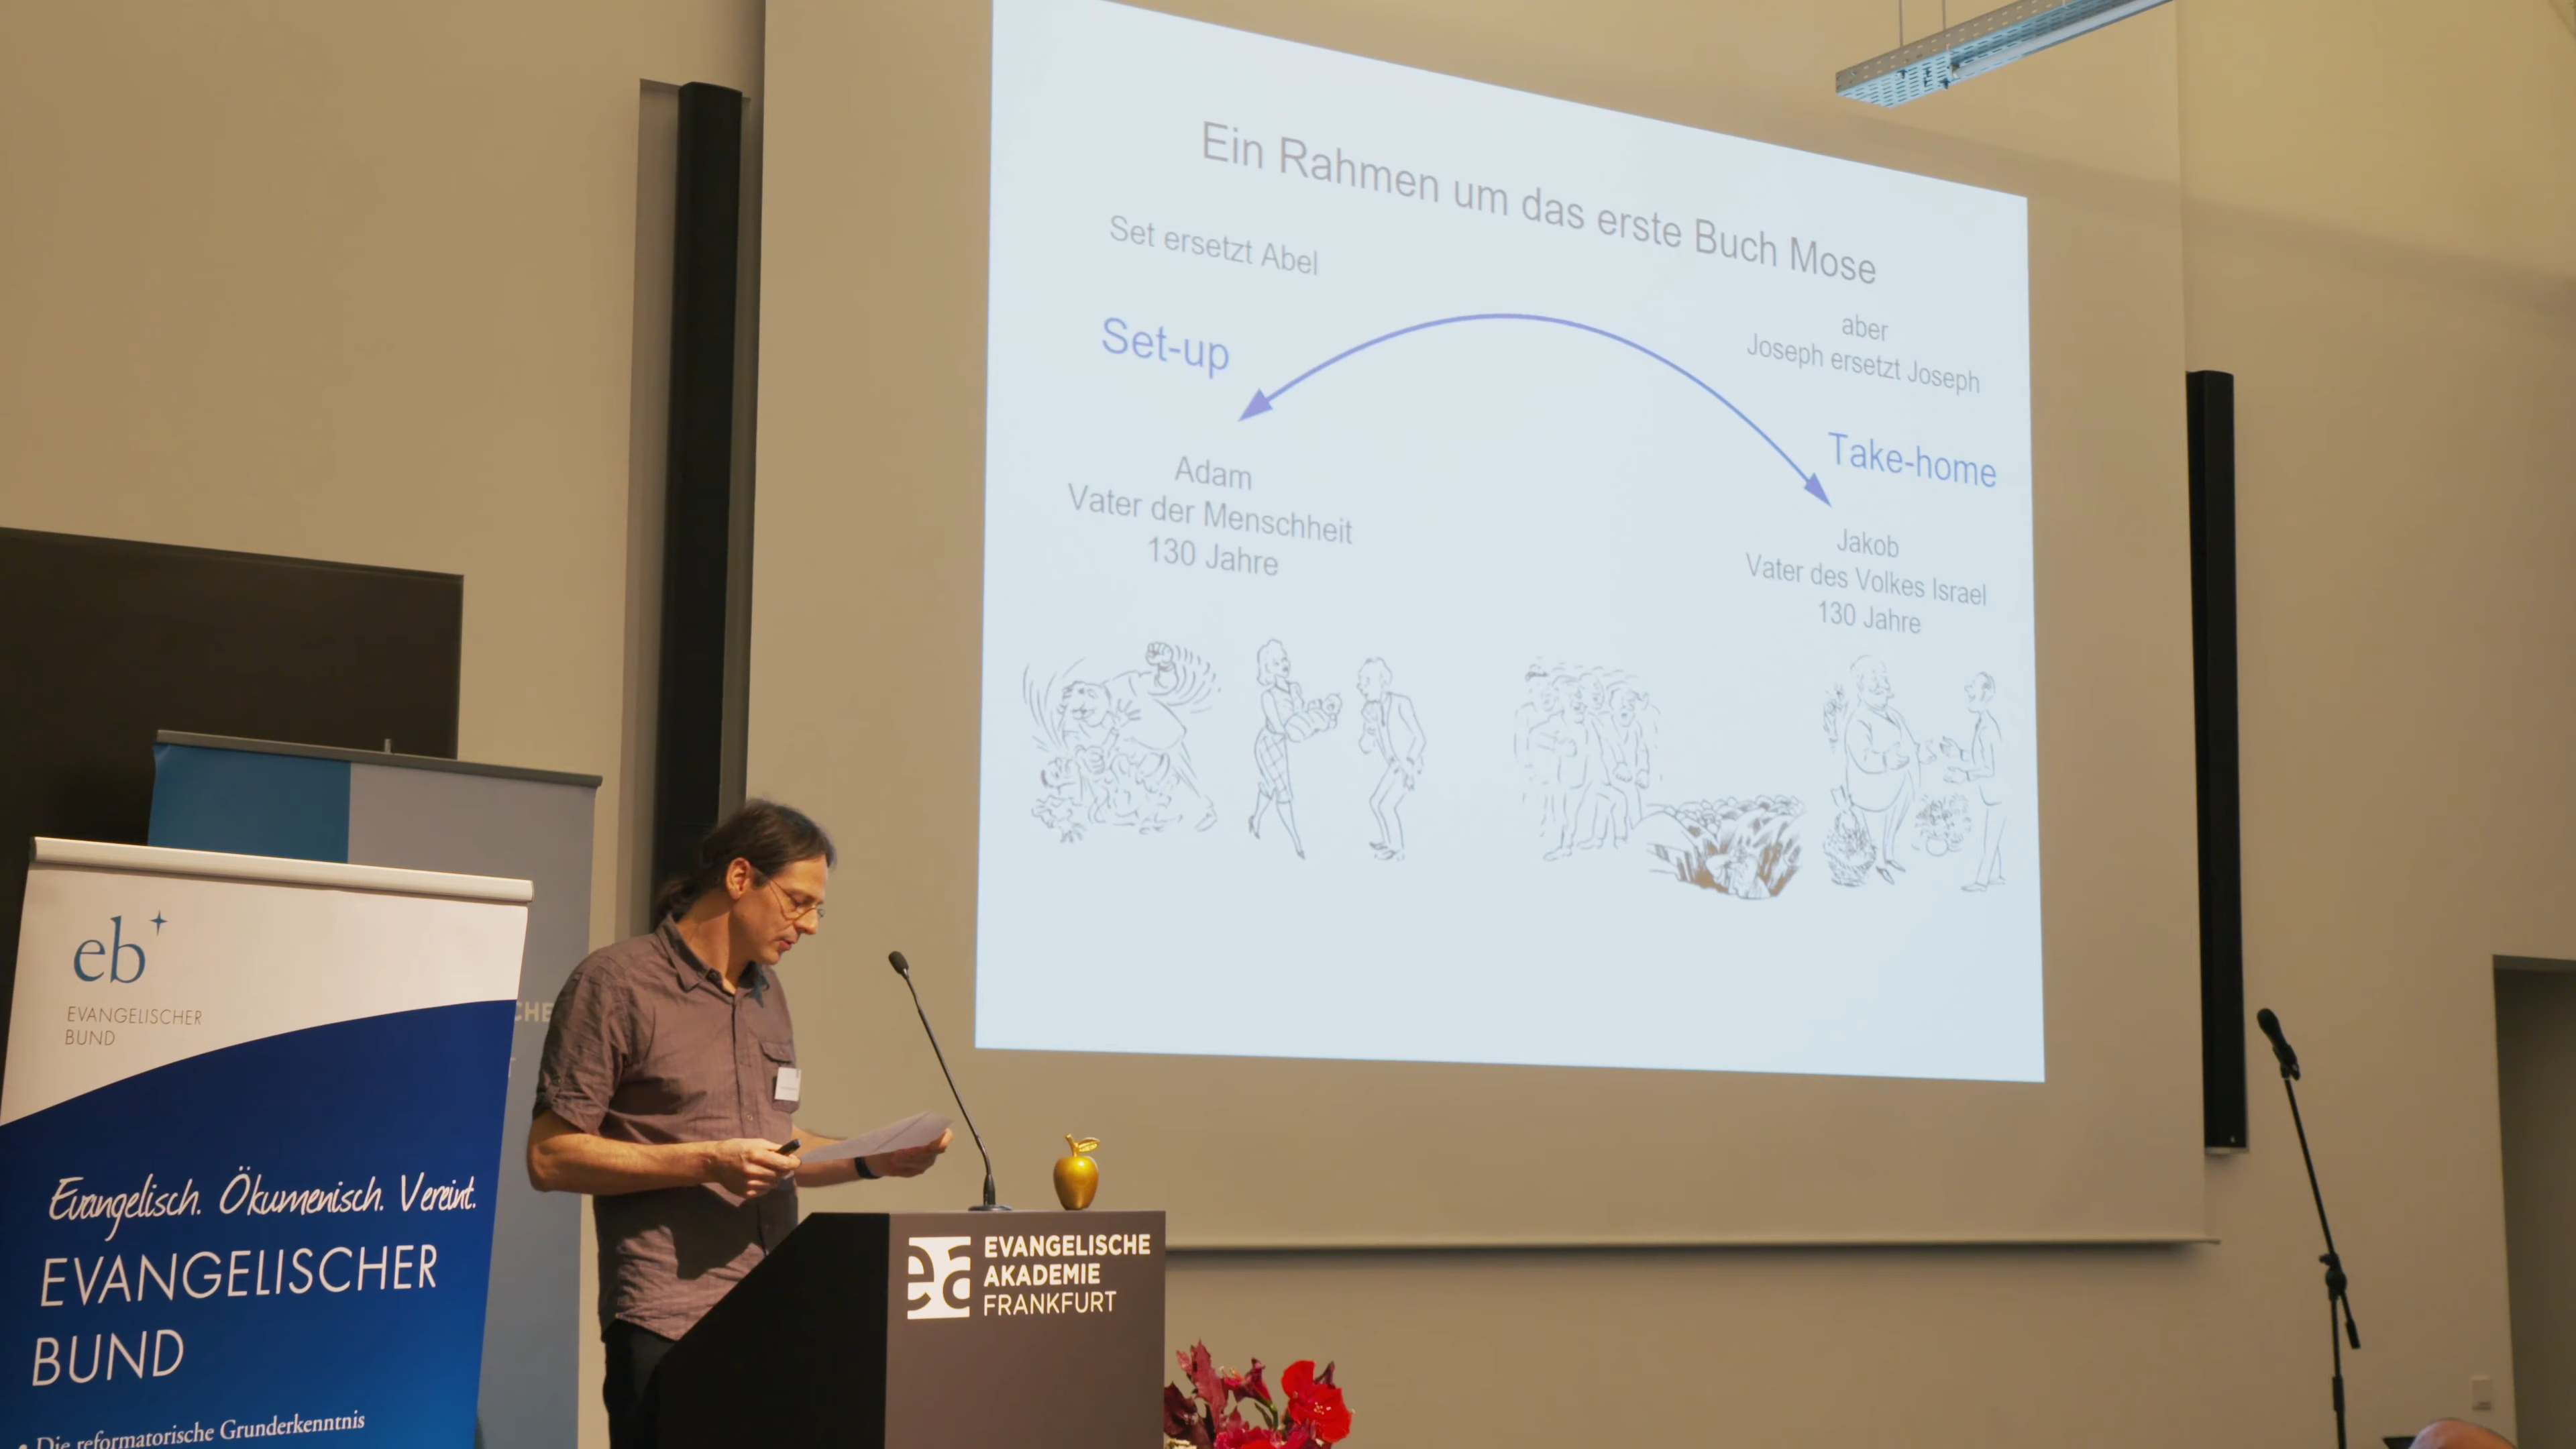 Ein Rahmen um das erste Buch Mose
Set ersetzt Abel
Set-up
aber
Joseph ersetzt Joseph
Take-home
Adam
Vater der Menschheit
130 Jahre
Jakob
Vater des Volkes Israel
130 Jahre
eb
EVANGELISCHER
BUND
CHE
Evangelisch. Ökumenisch. Vereint.
EVANGELISCHER
BUND
• Die reformatorische Grunderkenntnis
ea
EVANGELISCHE
AKADEMIE
FRANKFURT